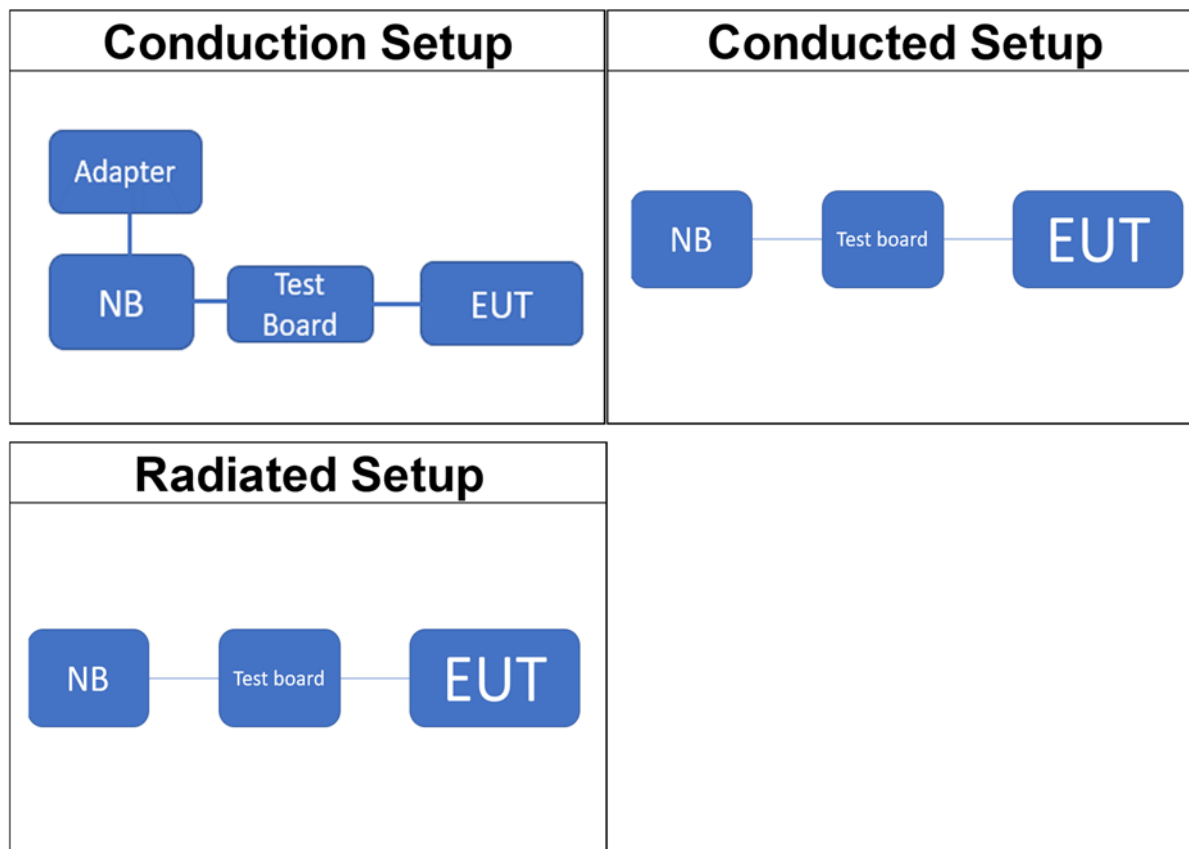 Conduction Setup
Adapter
NB
Test
Board
EUT
Conducted Setup
NB
Test board
EUT
Radiated Setup
NB
Test board
EUT